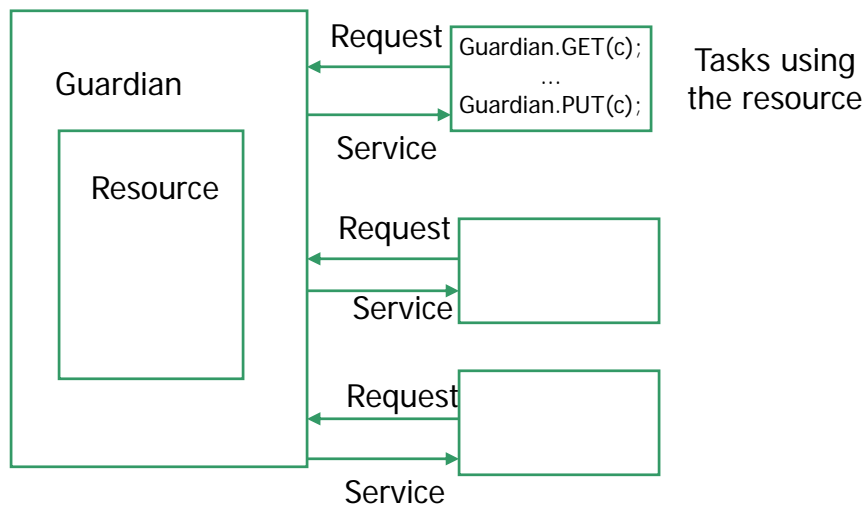 Request
Guardian.GET(c);
...
Guardian.PUT(c);
Tasks using
the resource
Guardian
Service
Resource
Request
Service
Request
Service